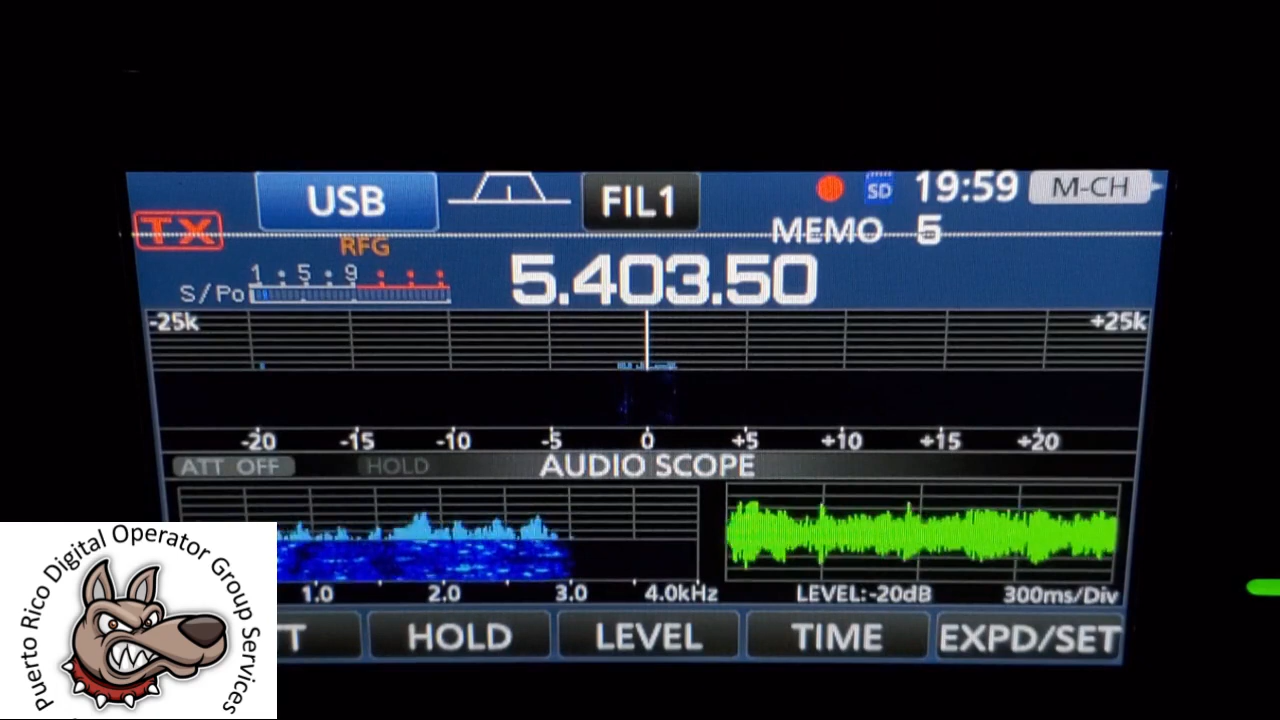 USB
FIL1
SD
19:59
M-CH
TX
RFG
MEMO 5
1 • 5 • 9
S/Po
5.403.50
-25k
+25k
-20 -15 -10 -5 0 +5 +10 +15 +20
ATT OFF
HOLD
AUDIO SCOPE
1.0 2.0 3.0 4.0kHz
LEVEL:-20dB
300ms/Div
HOLD
LEVEL
TIME
EXPD/SET
Puerto Rico Digital Operator Group Services